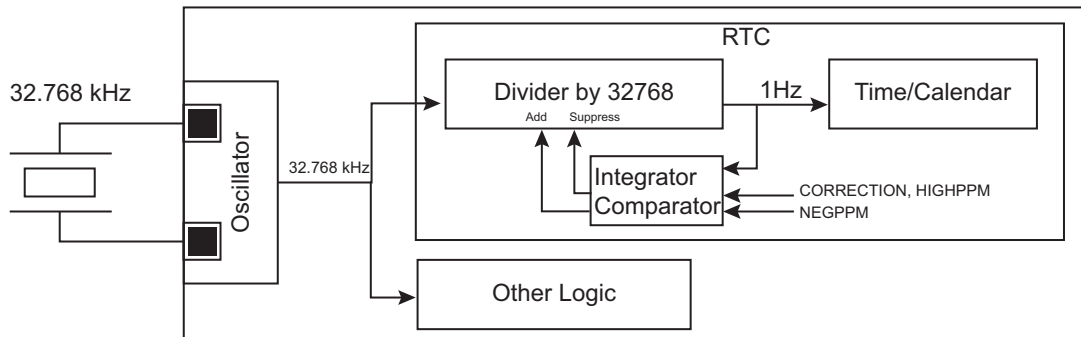 RTC
32.768 kHz
Divider by 32768
Add Suppress
1Hz
Time/Calendar
Oscillator
32.768 kHz
Integrator
Comparator
CORRECTION, HIGHPPM
NEGPPM
Other Logic